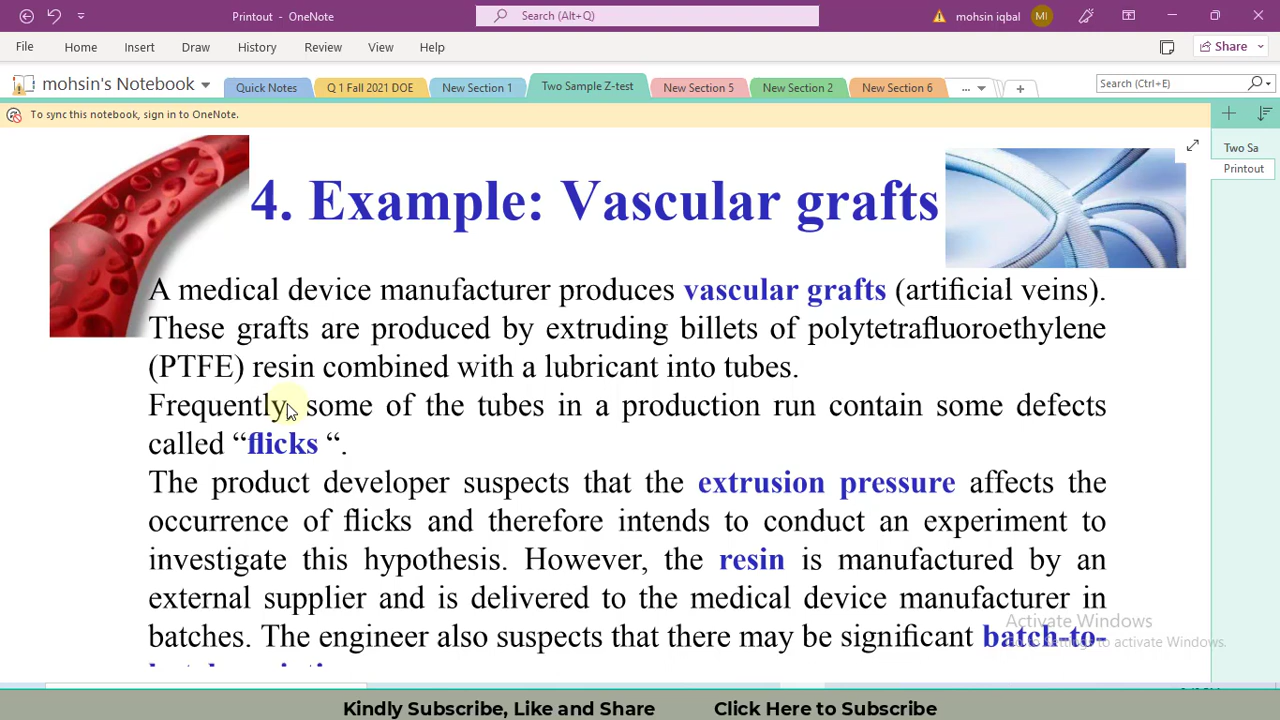 Printout - OneNote
Search (Alt+Q)
mohsin iqbal
MI
File
Home
Insert
Draw
History
Review
View
Help
Share
mohsin's Notebook
Quick Notes
Q 1 Fall 2021 DOE
New Section 1
Two Sample Z-test
New Section 5
New Section 2
New Section 6
...
Search (Ctrl+E)
To sync this notebook, sign in to OneNote.
Two Sa
Printout
4. Example: Vascular grafts
A medical device manufacturer produces vascular grafts (artificial veins).
These grafts are produced by extruding billets of polytetrafluoroethylene
(PTFE) resin combined with a lubricant into tubes.
Frequently, some of the tubes in a production run contain some defects
called “flicks “.
The product developer suspects that the extrusion pressure affects the
occurrence of flicks and therefore intends to conduct an experiment to
investigate this hypothesis. However, the resin is manufactured by an
external supplier and is delivered to the medical device manufacturer in
batches. The engineer also suspects that there may be significant batch-to-
Activate Windows
Kindly Subscribe, Like and Share
Click Here to Subscribe